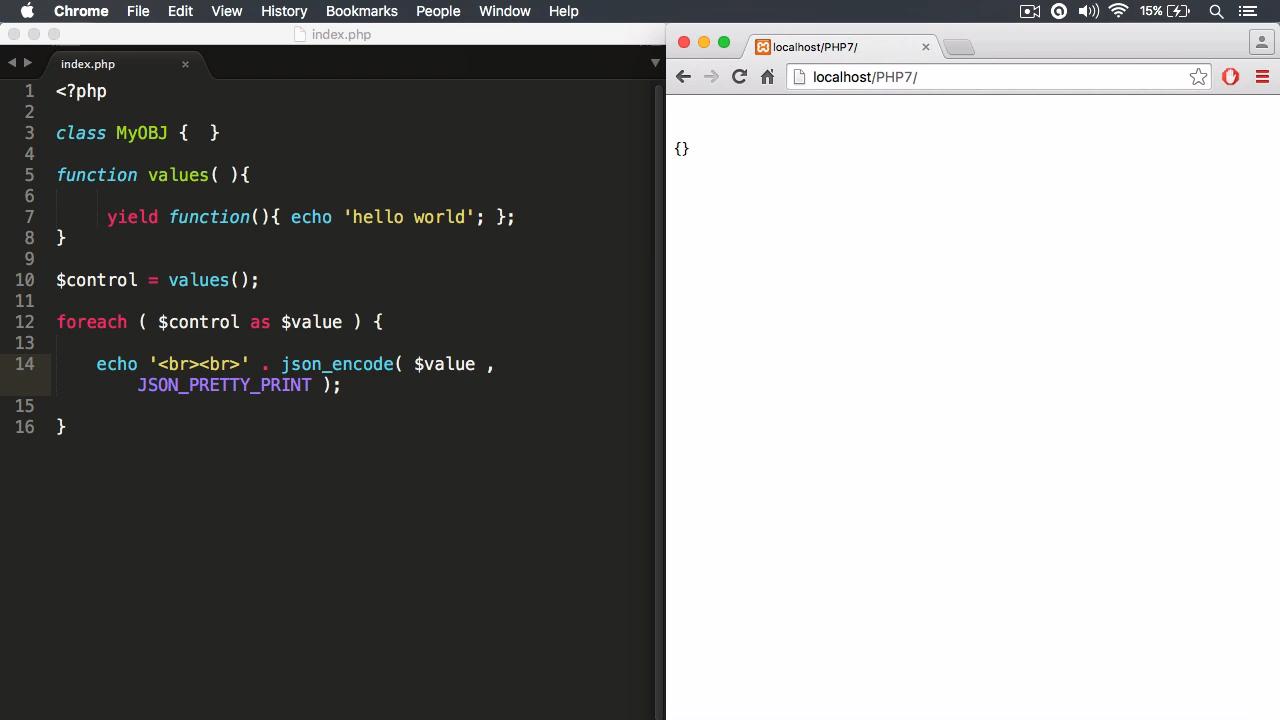 Chrome File Edit View History Bookmarks People Window Help 15%
index.php
index.php ×
1 <?php
2
3 class MyOBJ {  }
4
5 function values( ){
6
7 yield function(){ echo 'hello world'; };
8 }
9
10 $control = values();
11
12 foreach ( $control as $value ) {
13
14 echo '<br><br>' . json_encode( $value ,
JSON_PRETTY_PRINT );
15
16 }
localhost/PHP7/ ×
localhost/PHP7/
{}